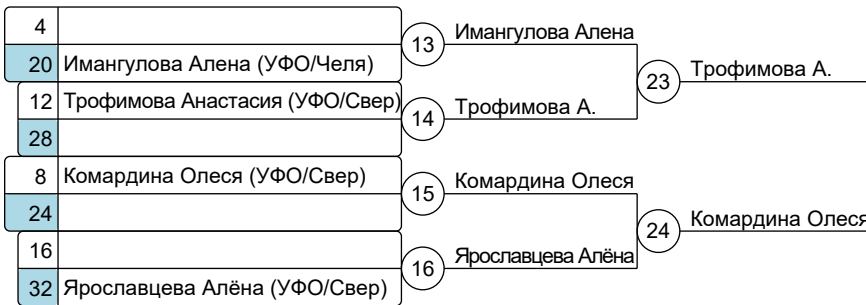 4
13 Имангулова Алена
20 Имангулова Алена (УФО/Челя)
23 Трофимова А.
12 Трофимова Анастасия (УФО/Свер)
14 Трофимова А.
28
8 Комардина Олеся (УФО/Свер)
15 Комардина Олеся
24
24 Комардина Олеся
16
16 Ярославцева Алёна
32 Ярославцева Алёна (УФО/Свер)